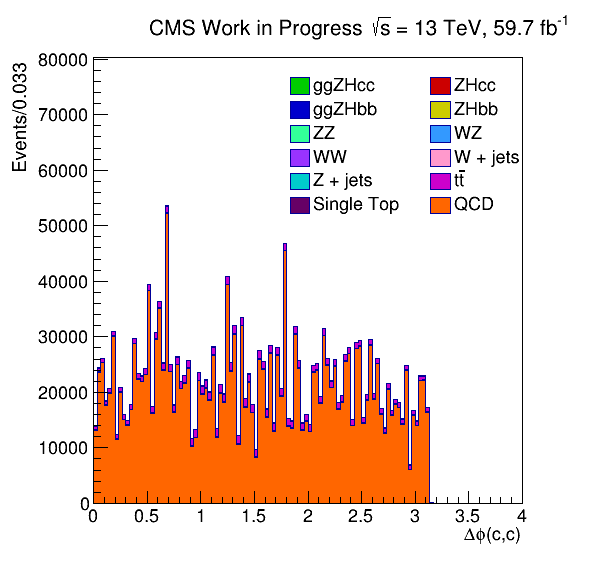 CMS Work in Progress √s = 13 TeV, 59.7 fb⁻¹
Events/0.033
80000
70000
60000
50000
40000
30000
20000
10000
0
ggZHcc ZHcc
ggZHbb ZHbb
ZZ WZ
WW W + jets
Z + jets tt̄
Single Top QCD
0 0.5 1 1.5 2 2.5 3 3.5 4
Δϕ(c,c)